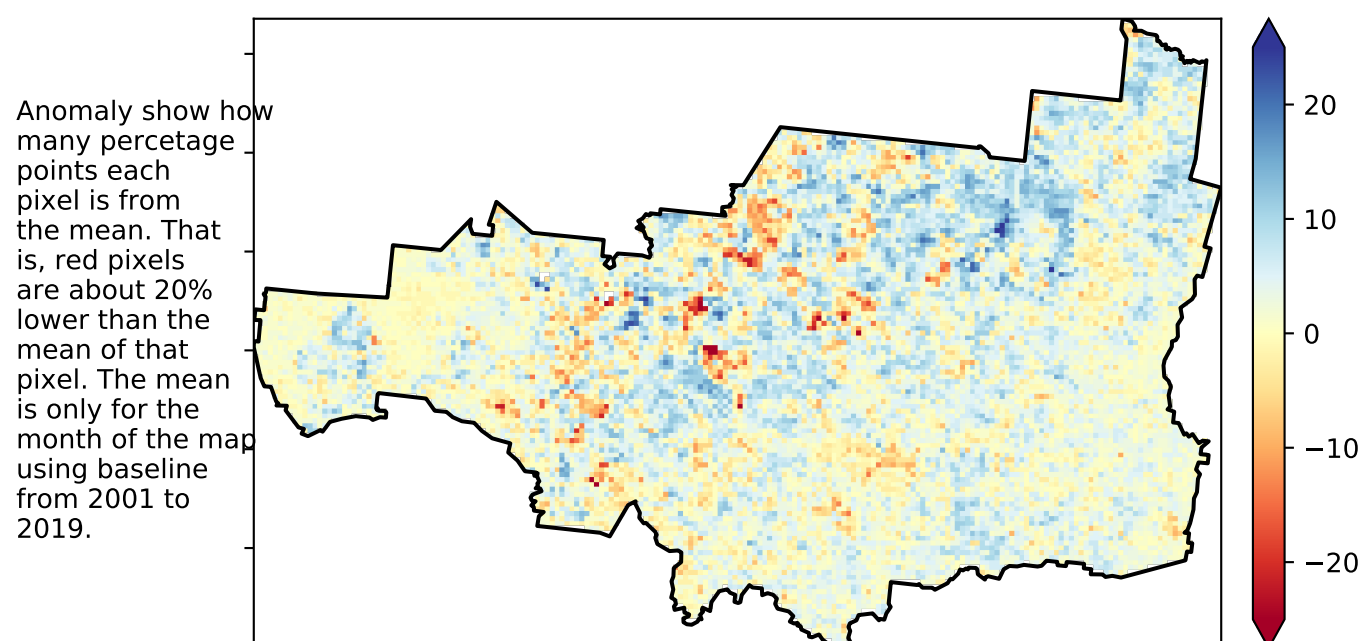 Anomaly show how
many percetage
points each
pixel is from
the mean. That
is, red pixels
are about 20%
lower than the
mean of that
pixel. The mean
is only for the
month of the map
using baseline
from 2001 to
2019.
20
10
0
−10
−20